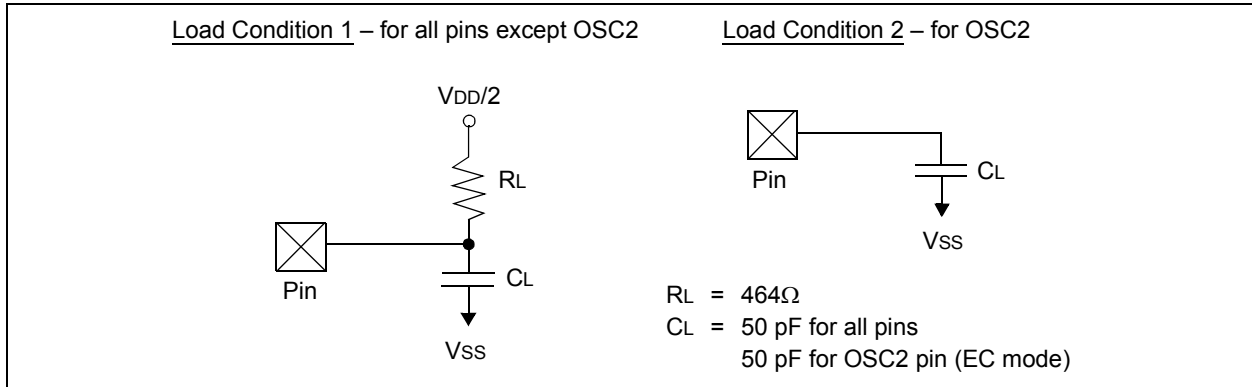 Load Condition 1 – for all pins except OSC2
VDD/2
RL
Pin
CL
VSS
Load Condition 2 – for OSC2
Pin
CL
VSS
RL = 464Ω
CL = 50 pF for all pins
50 pF for OSC2 pin (EC mode)